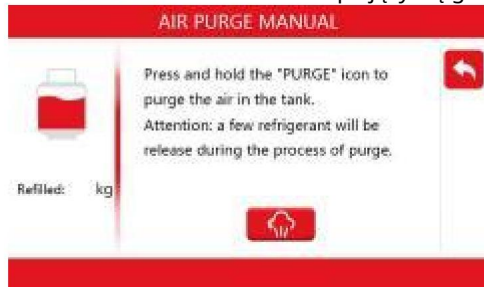 AIR PURGE MANUAL
Press and hold the "PURGE" icon to
purge the air in the tank.
Attention: a few refrigerant will be
release during the process of purge.
Refilled: kg